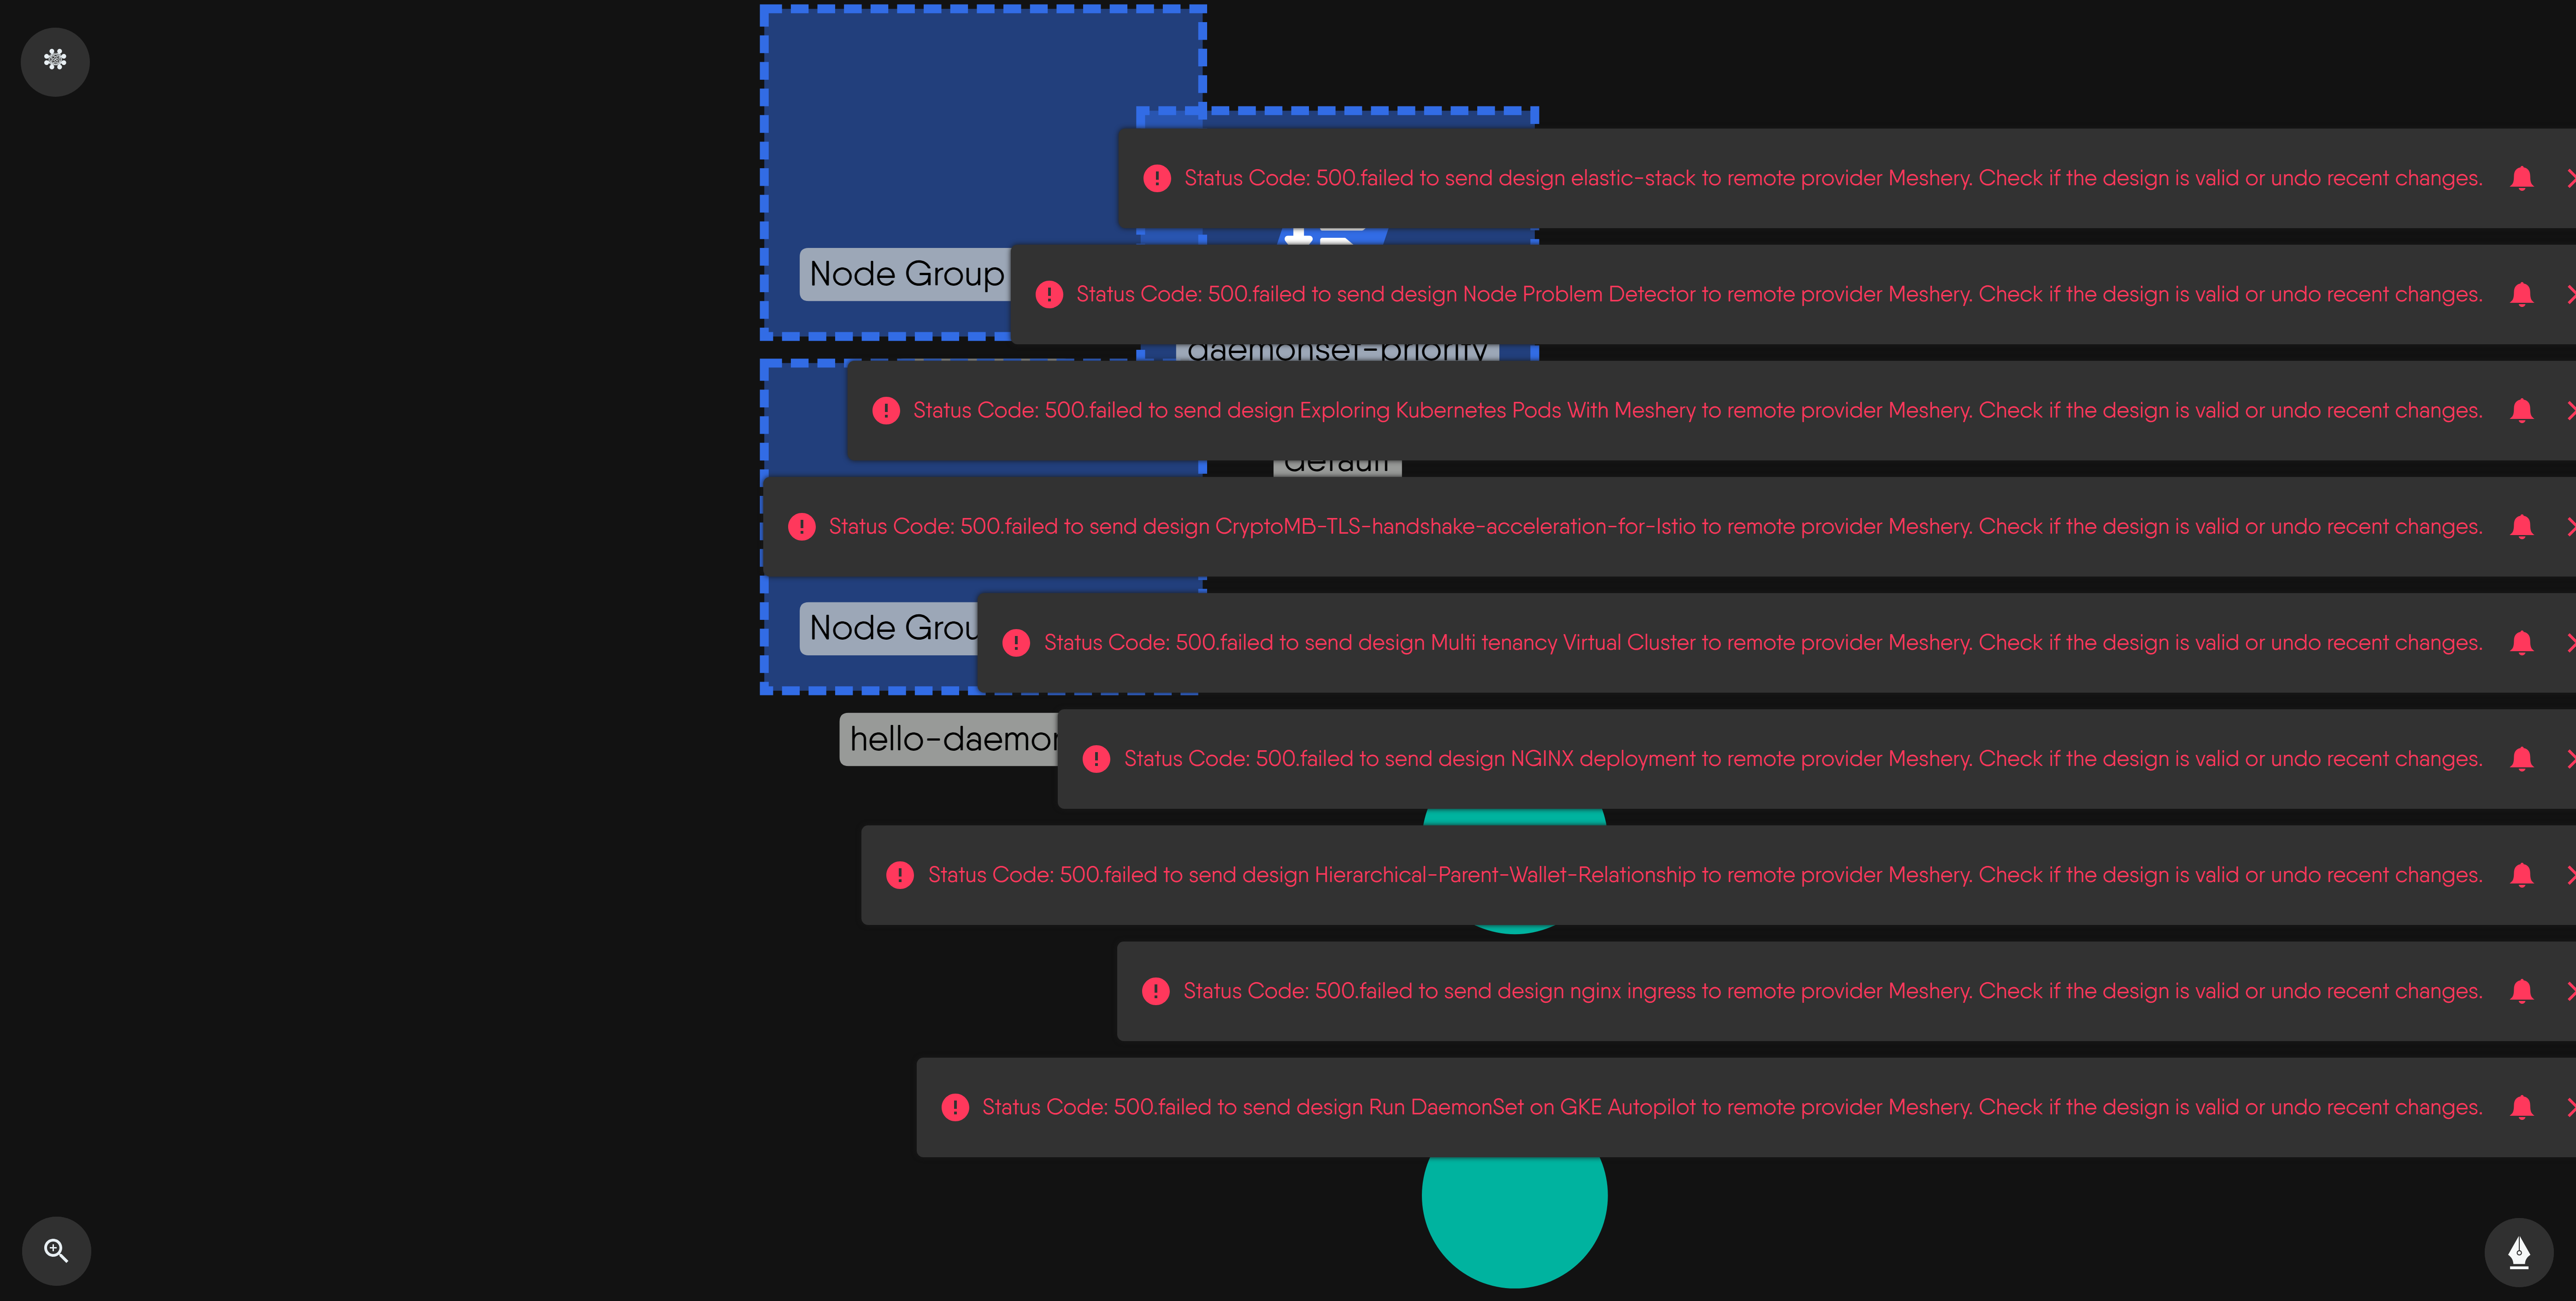 Status Code: 500.failed to send design elastic-stack to remote provider Meshery. Check if the design is valid or undo recent changes.
Node Group
Status Code: 500.failed to send design Node Problem Detector to remote provider Meshery. Check if the design is valid or undo recent changes.
daemonset-priority
Status Code: 500.failed to send design Exploring Kubernetes Pods With Meshery to remote provider Meshery. Check if the design is valid or undo recent changes.
default
Status Code: 500.failed to send design CryptoMB-TLS-handshake-acceleration-for-Istio to remote provider Meshery. Check if the design is valid or undo recent changes.
Node Grou
Status Code: 500.failed to send design Multi tenancy Virtual Cluster to remote provider Meshery. Check if the design is valid or undo recent changes.
hello-daemon
Status Code: 500.failed to send design NGINX deployment to remote provider Meshery. Check if the design is valid or undo recent changes.
Status Code: 500.failed to send design Hierarchical-Parent-Wallet-Relationship to remote provider Meshery. Check if the design is valid or undo recent changes.
Status Code: 500.failed to send design nginx ingress to remote provider Meshery. Check if the design is valid or undo recent changes.
Status Code: 500.failed to send design Run DaemonSet on GKE Autopilot to remote provider Meshery. Check if the design is valid or undo recent changes.